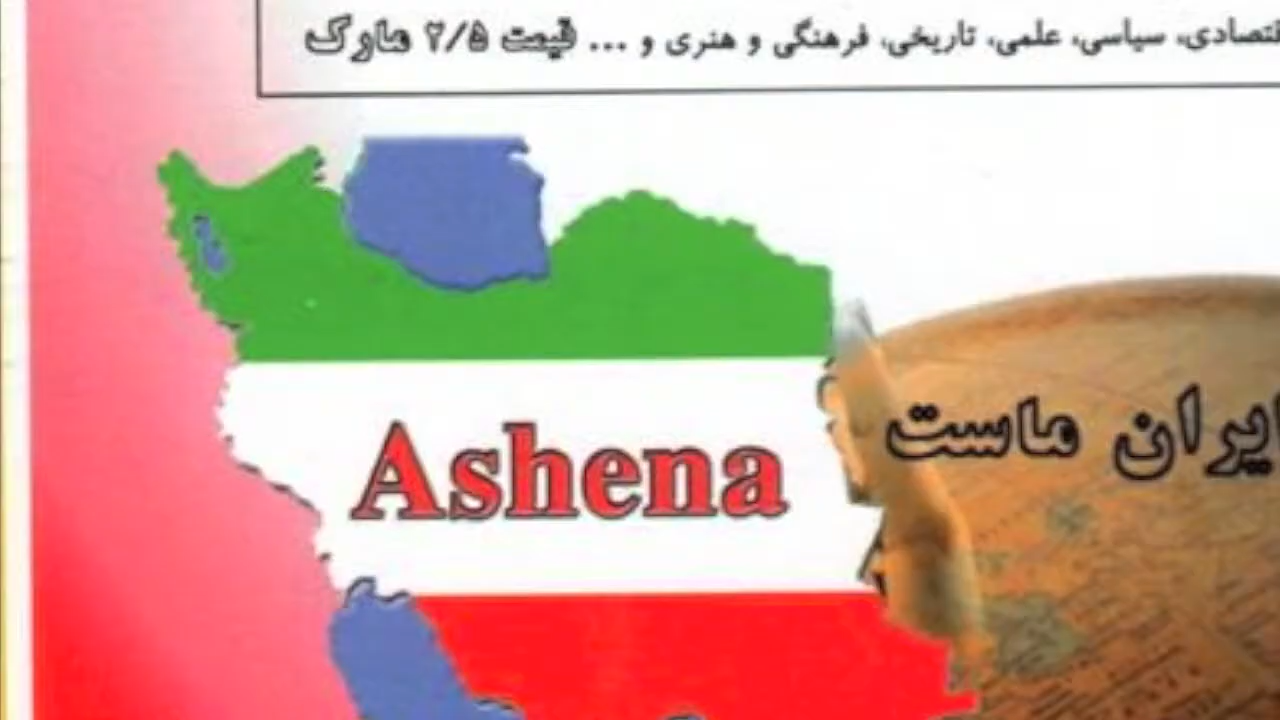 اقتصادی، سیاسی، علمی، تاریخی، فرهنگی و هنری و ... قیمت ۲/۵ مارک
Ashena
ایران ماست